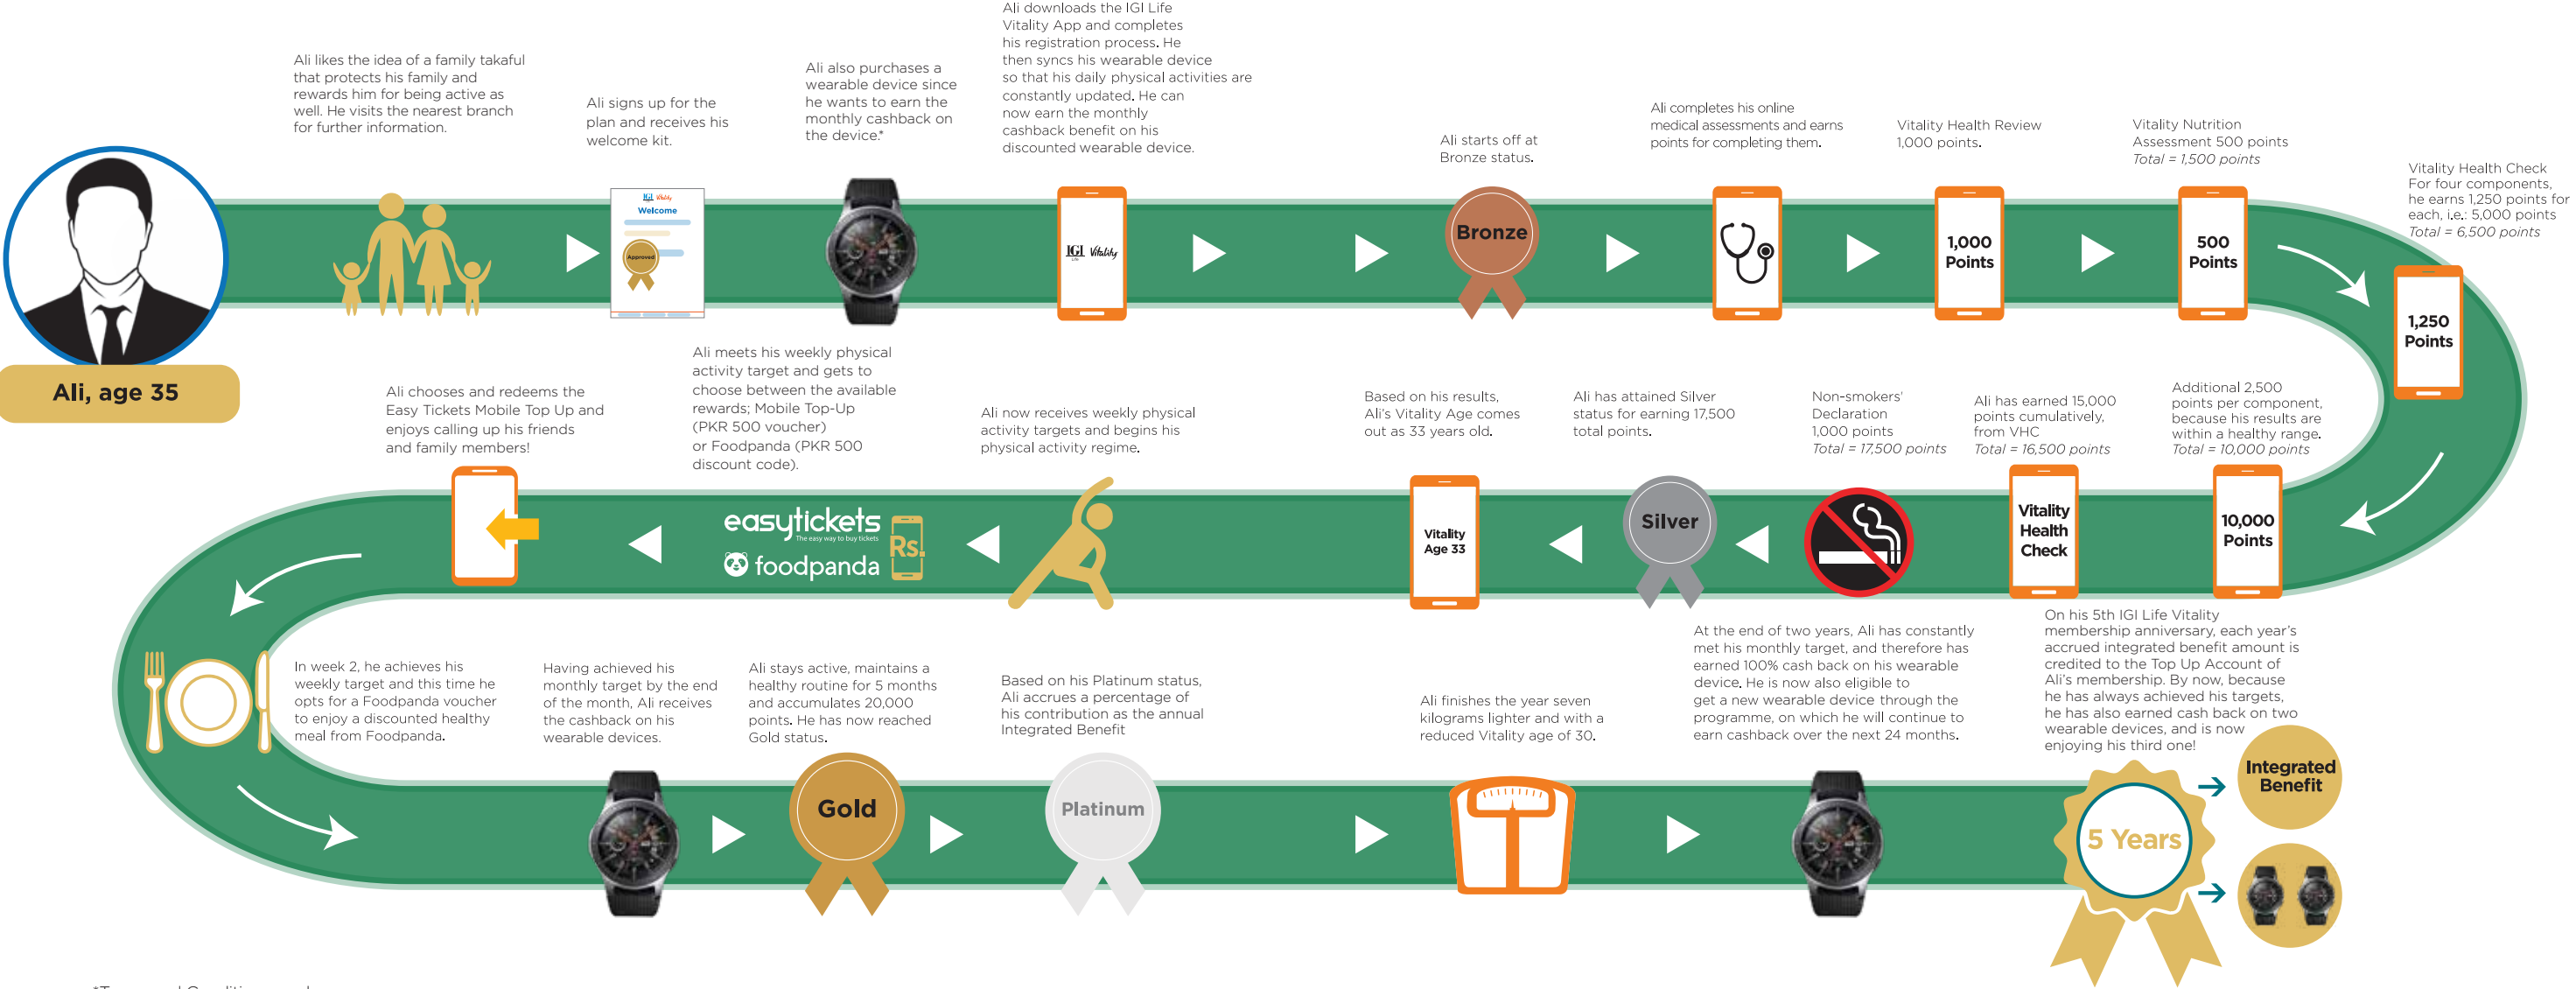 Ali likes the idea of a family takaful
that protects his family and
rewards him for being active as
well. He visits the nearest branch
for further information.
Ali signs up for the
plan and receives his
welcome kit.
Ali also purchases a
wearable device since
he wants to earn the
monthly cashback on
the device.*
Ali downloads the IGI Life
Vitality App and completes
his registration process. He
then syncs his wearable device
so that his daily physical activities are
constantly updated. He can
now earn the monthly
cashback benefit on his
discounted wearable device.
Ali starts off at
Bronze status.
Ali completes his online
medical assessments and earns
points for completing them.
Vitality Health Review
1,000 points.
Vitality Nutrition
Assessment 500 points
Total = 1,500 points
Vitality Health Check
For four components,
he earns 1,250 points for
each, i.e.: 5,000 points
Total = 6,500 points
Ali, age 35
IGI Vitality
Welcome
Approved
IGI Life Vitality
Bronze
1,000
Points
500
Points
1,250
Points
Additional 2,500
points per component,
because his results are
within a healthy range.
Total = 10,000 points
10,000
Points
Ali has earned 15,000
points cumulatively,
from VHC
Total = 16,500 points
Vitality
Health
Check
Non-smokers'
Declaration
1,000 points
Total = 17,500 points
Ali has attained Silver
status for earning 17,500
total points.
Silver
Based on his results,
Ali's Vitality Age comes
out as 33 years old.
Vitality
Age 33
Ali now receives weekly physical
activity targets and begins his
physical activity regime.
Ali meets his weekly physical
activity target and gets to
choose between the available
rewards; Mobile Top-Up
(PKR 500 voucher)
or Foodpanda (PKR 500
discount code).
easytickets
The easy way to buy tickets
foodpanda
Rs.
Ali chooses and redeems the
Easy Tickets Mobile Top Up and
enjoys calling up his friends
and family members!
In week 2, he achieves his
weekly target and this time he
opts for a Foodpanda voucher
to enjoy a discounted healthy
meal from Foodpanda.
Having achieved his
monthly target by the end
of the month, Ali receives
the cashback on his
wearable devices.
Ali stays active, maintains a
healthy routine for 5 months
and accumulates 20,000
points. He has now reached
Gold status.
Gold
Based on his Platinum status,
Ali accrues a percentage of
his contribution as the annual
Integrated Benefit
Platinum
Ali finishes the year seven
kilograms lighter and with a
reduced Vitality age of 30.
At the end of two years, Ali has constantly
met his monthly target, and therefore has
earned 100% cash back on his wearable
device. He is now also eligible to
get a new wearable device through the
programme, on which he will continue to
earn cashback over the next 24 months.
On his 5th IGI Life Vitality
membership anniversary, each year's
accrued integrated benefit amount is
credited to the Top Up Account of
Ali's membership. By now, because
he has always achieved his targets,
he has also earned cash back on two
wearable devices, and is now
enjoying his third one!
5 Years
Integrated
Benefit